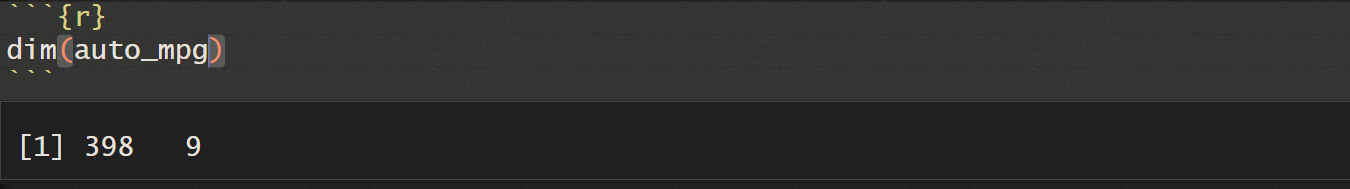 ```{r}
dim(auto_mpg)
```
[1] 398   9